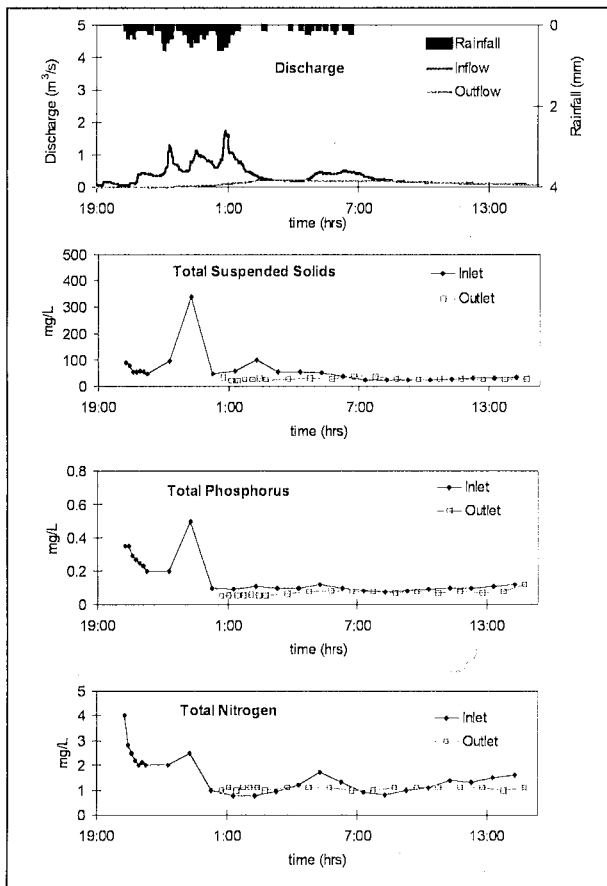 Discharge
Discharge (m³/s)
5
4
3
2
1
0
Rainfall
Inflow
Outflow
0
2
4
Rainfall (mm)
19:00 1:00 7:00 13:00
time (hrs)
Total Suspended Solids
mg/L
500
400
300
200
100
0
Inlet
Outlet
19:00 1:00 7:00 13:00
time (hrs)
Total Phosphorus
mg/L
0.8
0.6
0.4
0.2
0
Inlet
Outlet
19:00 1:00 7:00 13:00
time (hrs)
Total Nitrogen
mg/L
5
4
3
2
1
0
Inlet
Outlet
19:00 1:00 7:00 13:00
time (hrs)